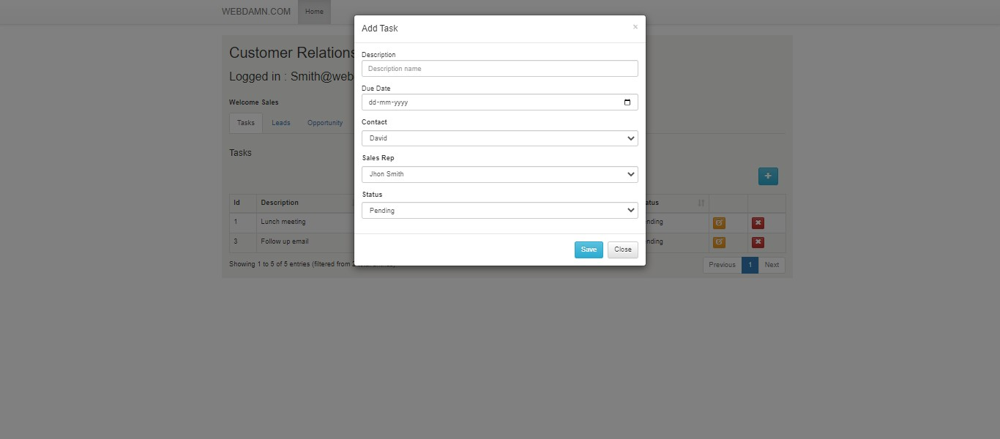 WEBDAMN.COM Home
Add Task ×
Customer Relations
Description
Description name
Logged in : Smith@web
Due Date
dd-mm-yyyy
Welcome Sales
Contact
Tasks Leads Opportunity
David
Tasks
Sales Rep
Jhon Smith
Status
Id Description atus
Pending
1 Lunch meeting nding
3 Follow up email nding
Save Close
Showing 1 to 5 of 5 entries (filtered from 2
Previous 1 Next